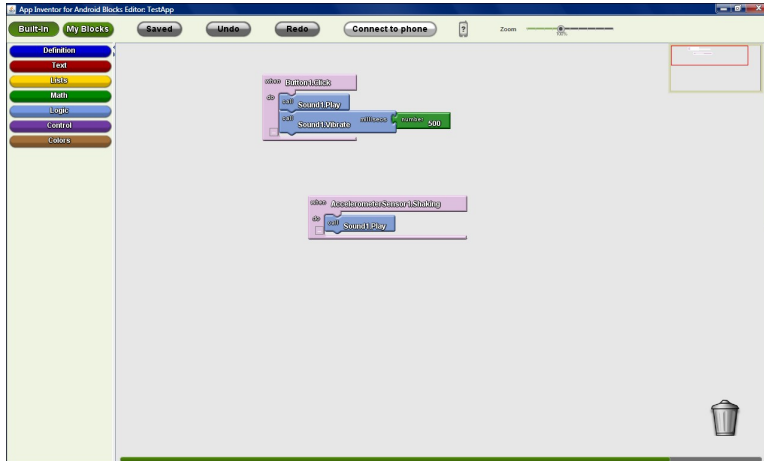 App Inventor for Android Blocks Editor: TestApp
Built-In My Blocks Saved Undo Redo Connect to phone ? Zoom 100%
Definition
Text
Lists
Math
Logic
Control
Colors
when Button1.Click
do call Sound1.Play
call Sound1.Vibrate millisecs number 500
when AccelerometerSensor1.Shaking
do call Sound1.Play